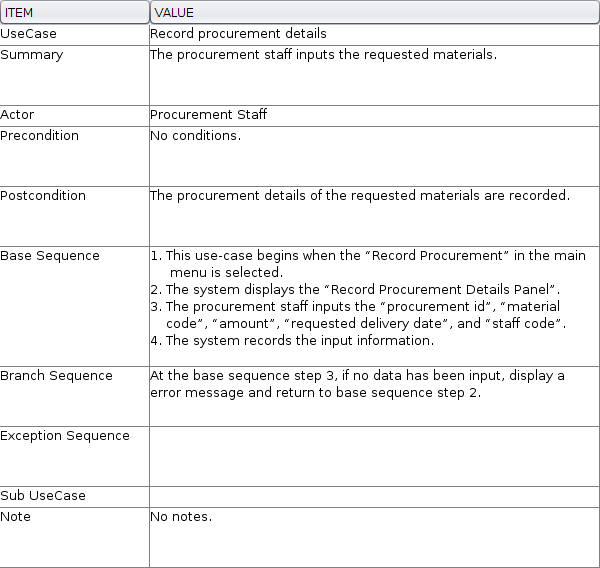 ITEM VALUE
UseCase Record procurement details
Summary The procurement staff inputs the requested materials.
Actor Procurement Staff
Precondition No conditions.
Postcondition The procurement details of the requested materials are recorded.
Base Sequence 1. This use-case begins when the “Record Procurement” in the main
menu is selected.
2. The system displays the “Record Procurement Details Panel”.
3. The procurement staff inputs the “procurement id”, “material
code”, “amount”, “requested delivery date”, and “staff code”.
4. The system records the input information.
Branch Sequence At the base sequence step 3, if no data has been input, display a
error message and return to base sequence step 2.
Exception Sequence
Sub UseCase
Note No notes.